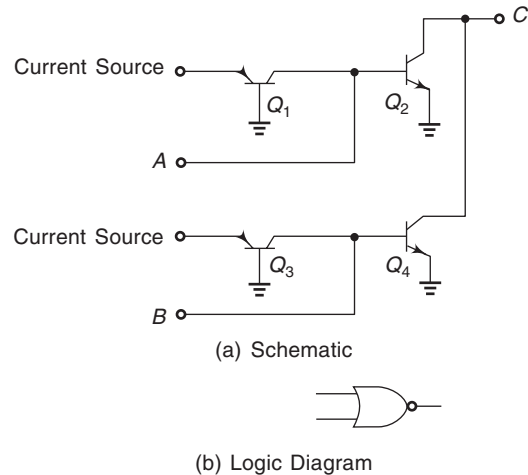 C
Current Source
Q1
Q2
A
Current Source
Q3
Q4
B
(a) Schematic
(b) Logic Diagram